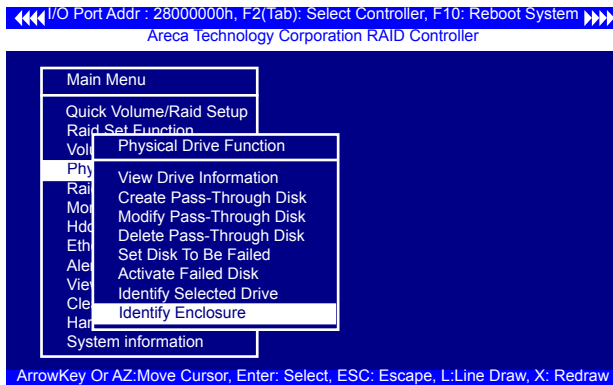 I/O Port Addr : 28000000h, F2(Tab): Select Controller, F10: Reboot System
Areca Technology Corporation RAID Controller
Main Menu
Quick Volume/Raid Setup
Raid Set Function
Physical Drive Function
View Drive Information
Create Pass-Through Disk
Modify Pass-Through Disk
Delete Pass-Through Disk
Set Disk To Be Failed
Activate Failed Disk
Identify Selected Drive
Identify Enclosure
System information
ArrowKey Or AZ:Move Cursor, Enter: Select, ESC: Escape, L:Line Draw, X: Redraw